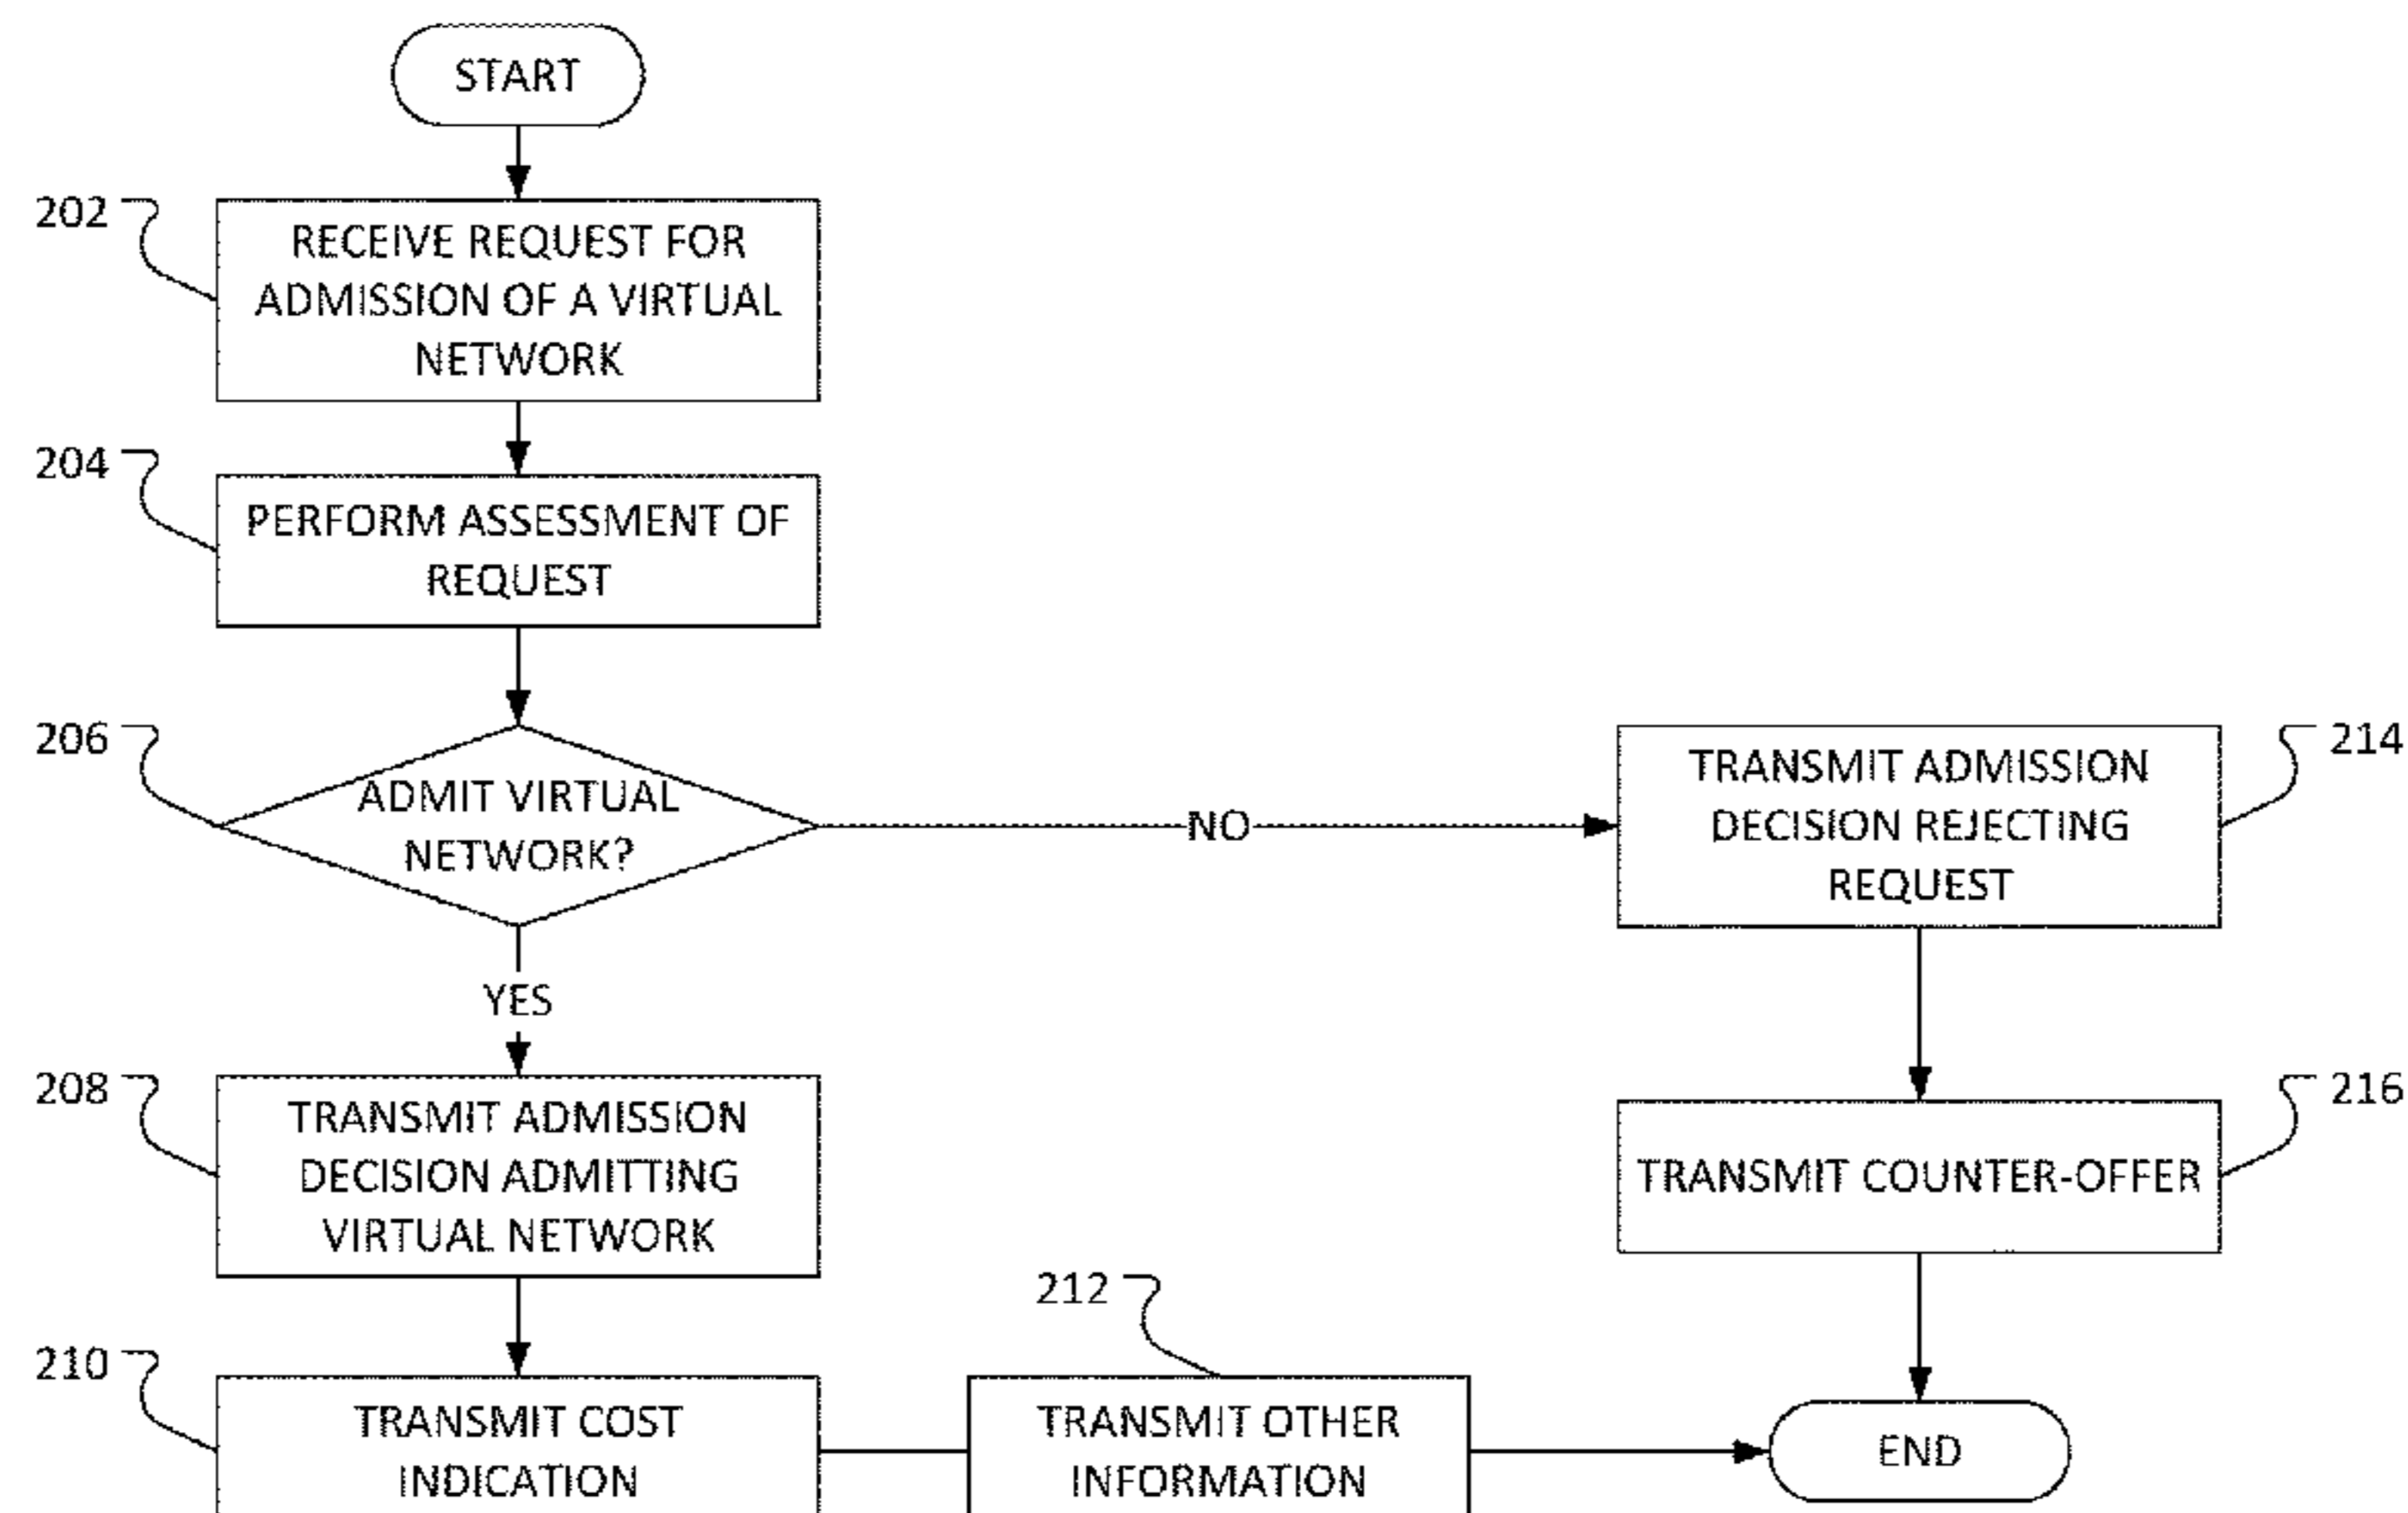 START
202
RECEIVE REQUEST FOR
ADMISSION OF A VIRTUAL
NETWORK
204
PERFORM ASSESSMENT OF
REQUEST
206
ADMIT VIRTUAL
NETWORK?
NO
214
TRANSMIT ADMISSION
DECISION REJECTING
REQUEST
YES
208
TRANSMIT ADMISSION
DECISION ADMITTING
VIRTUAL NETWORK
216
TRANSMIT COUNTER-OFFER
210
TRANSMIT COST
INDICATION
212
TRANSMIT OTHER
INFORMATION
END